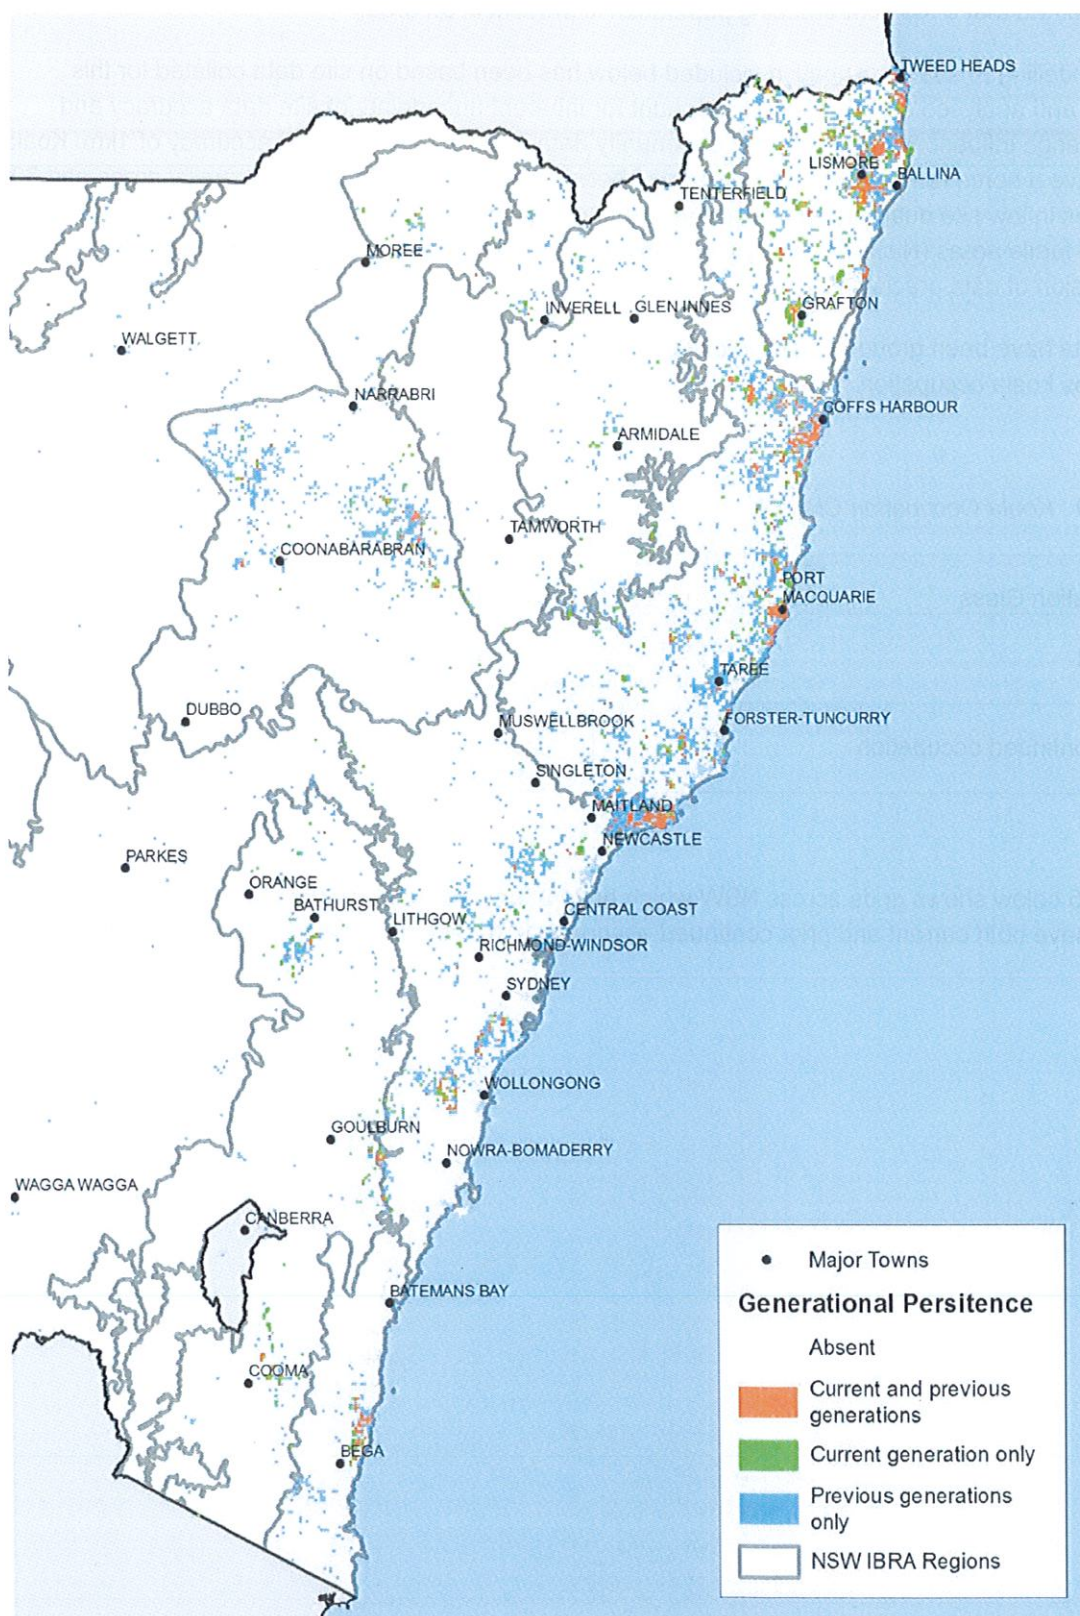 TWEED HEADS
LISMORE
BALLINA
TENTERFIELD
MOREE
INVERELL
GLEN INNES
GRAFTON
WALGETT
NARRABRI
COFFS HARBOUR
ARMIDALE
TAMWORTH
COONABARABRAN
PORT
MACQUARIE
TAREE
DUBBO
MUSWELLBROOK
FORSTER-TUNCURRY
SINGLETON
MAITLAND
NEWCASTLE
PARKES
ORANGE
BATHURST
LITHGOW
CENTRAL COAST
RICHMOND-WINDSOR
SYDNEY
WOLLONGONG
GOULBURN
NOWRA-BOMADERRY
WAGGA WAGGA
CANBERRA
BATEMANS BAY
COOMA
BEGA
Major Towns
Generational Persitence
Absent
Current and previous
generations
Current generation only
Previous generations
only
NSW IBRA Regions